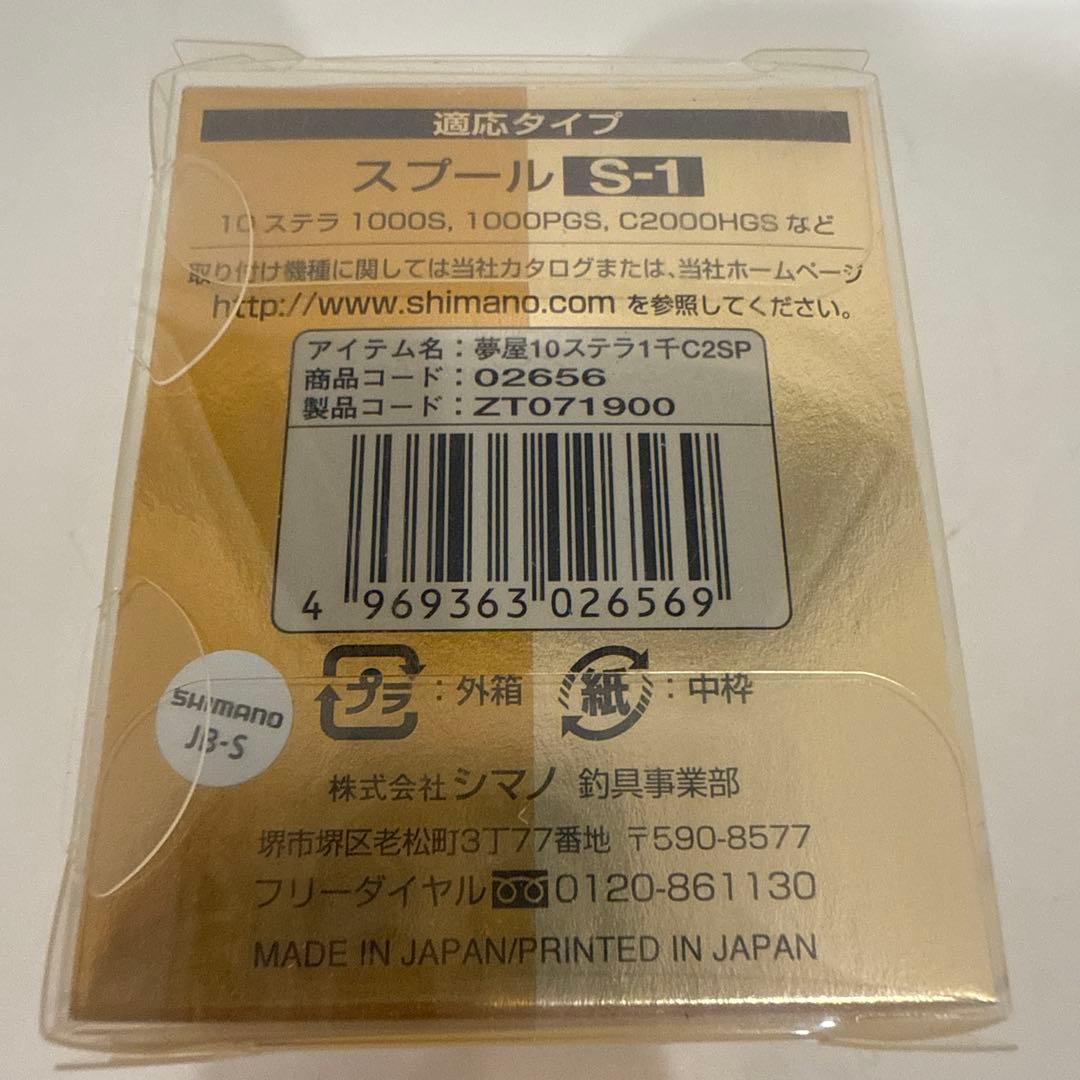 適応タイプ
スプール S-1
10 ステラ 1000S, 1000PGS, C2000HGS など
取り付け機種に関しては当社カタログまたは、当社ホームページ
http://www.shimano.com を参照してください。
アイテム名：夢屋10ステラ1千C2SP
商品コード：02656
製品コード：ZT071900
4 969363 026569
プラ：外箱 紙：中枠
SHIMANO
JB-S
株式会社シマノ 釣具事業部
堺市堺区老松町3丁77番地 〒590-8577
フリーダイヤル 0120-861130
MADE IN JAPAN/PRINTED IN JAPAN